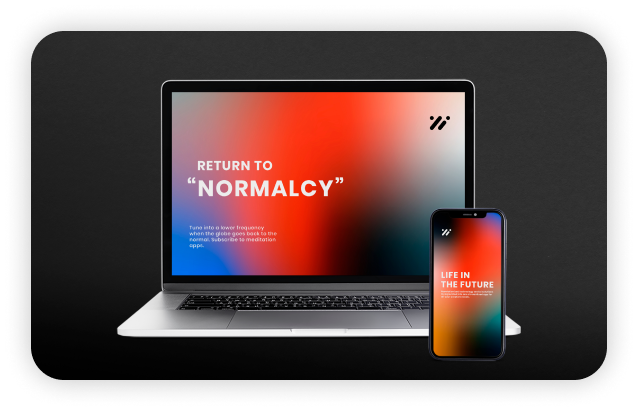 RETURN TO
“NORMALCY”
Tune into a lower frequency
when the globe goes back to the
normal. Subscribe to meditation
apps.
LIFE IN
THE FUTURE